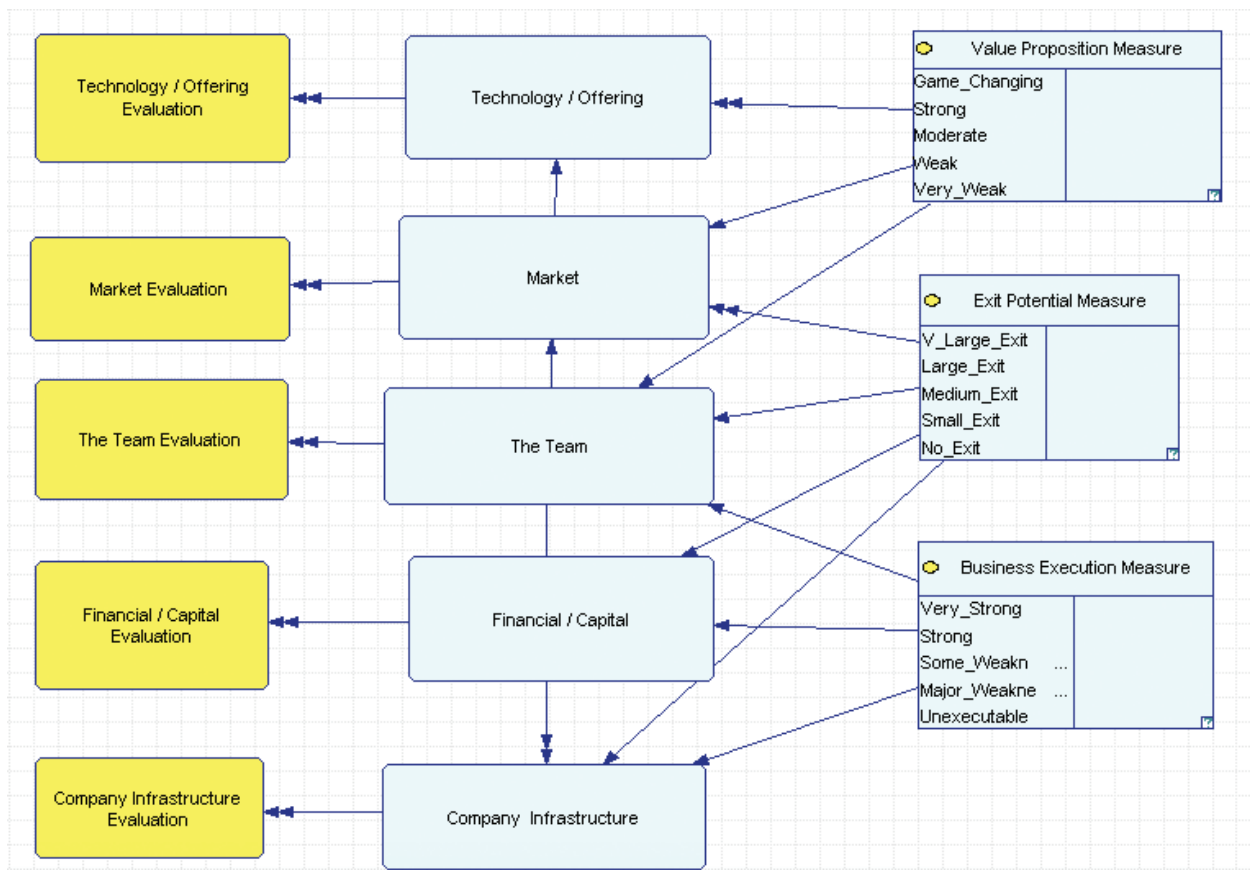 Technology / Offering
Evaluation
Technology / Offering
Value Proposition Measure
Game_Changing
Strong
Moderate
Weak
Very_Weak
Market Evaluation
Market
Exit Potential Measure
V_Large_Exit
Large_Exit
Medium_Exit
Small_Exit
No_Exit
The Team Evaluation
The Team
Financial / Capital
Evaluation
Financial / Capital
Business Execution Measure
Very_Strong
Strong
Some_Weakn ...
Major_Weakne ...
Unexecutable
Company Infrastructure
Evaluation
Company Infrastructure